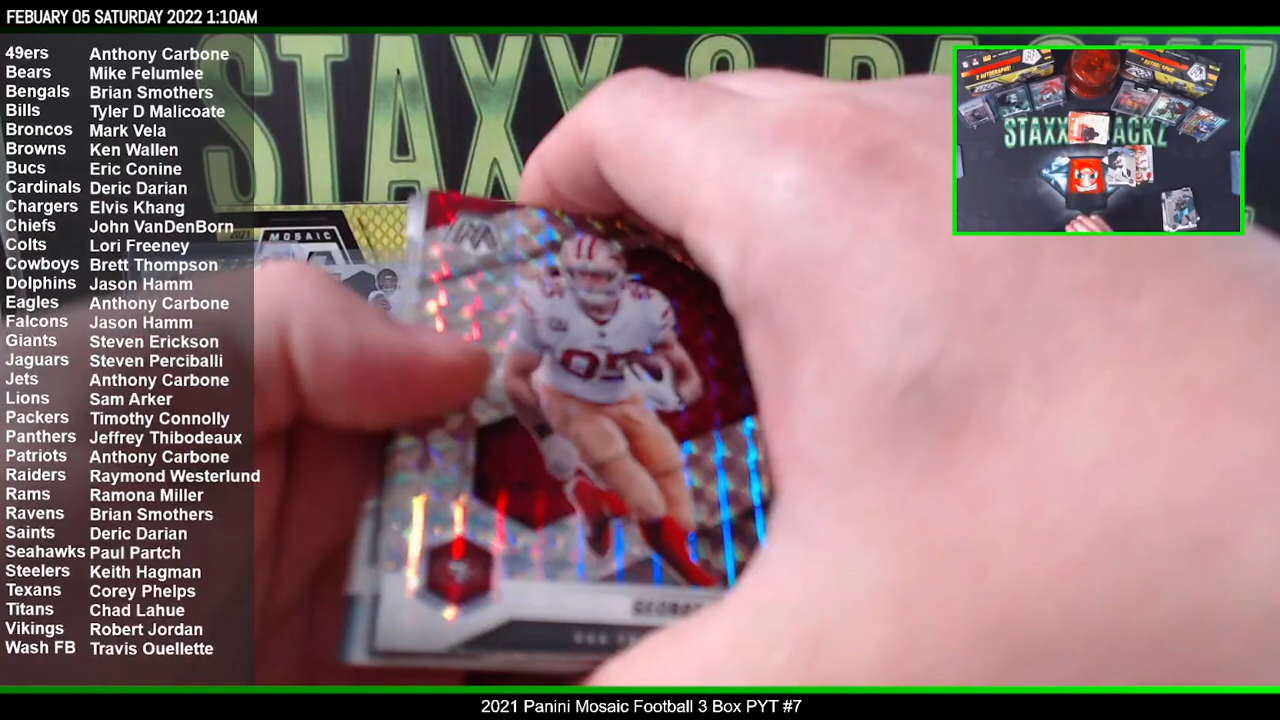 FEBUARY 05 SATURDAY 2022 1:10AM
49ers Anthony Carbone
Bears Mike Felumlee
Bengals Brian Smothers
Bills Tyler D Malicoate
Broncos Mark Vela
Browns Ken Wallen
Bucs Eric Conine
Cardinals Deric Darian
Chargers Elvis Khang
Chiefs John VanDenBorn
Colts Lori Freeney
Cowboys Brett Thompson
Dolphins Jason Hamm
Eagles Anthony Carbone
Falcons Jason Hamm
Giants Steven Erickson
Jaguars Steven Perciballi
Jets Anthony Carbone
Lions Sam Arker
Packers Timothy Connolly
Panthers Jeffrey Thibodeaux
Patriots Anthony Carbone
Raiders Raymond Westerlund
Rams Ramona Miller
Ravens Brian Smothers
Saints Deric Darian
Seahawks Paul Partch
Steelers Keith Hagman
Texans Corey Phelps
Titans Chad Lahue
Vikings Robert Jordan
Wash FB Travis Ouellette
STAXX
2021 MOSAIC
85
2021 Panini Mosaic Football 3 Box PYT #7